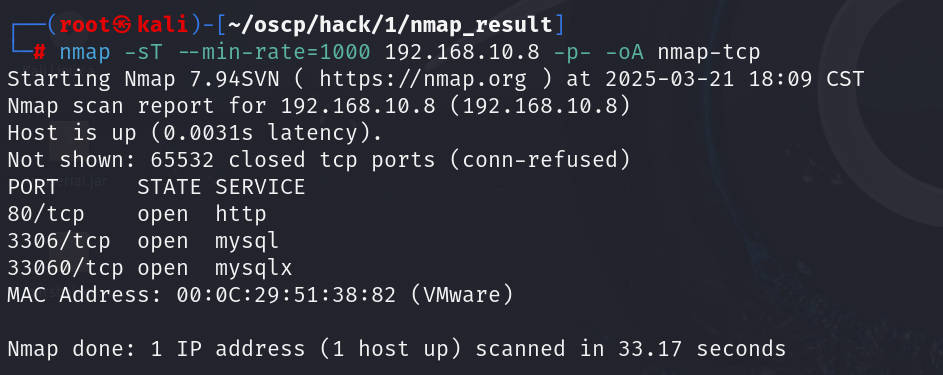 ┌──(root㉿kali)-[~/oscp/hack/1/nmap_result]
└─# nmap -sT --min-rate=1000 192.168.10.8 -p- -oA nmap-tcp
Starting Nmap 7.94SVN ( https://nmap.org ) at 2025-03-21 18:09 CST
Nmap scan report for 192.168.10.8 (192.168.10.8)
Host is up (0.0031s latency).
Not shown: 65532 closed tcp ports (conn-refused)
PORT      STATE SERVICE
80/tcp    open  http
3306/tcp  open  mysql
33060/tcp open  mysqlx
MAC Address: 00:0C:29:51:38:82 (VMware)
Nmap done: 1 IP address (1 host up) scanned in 33.17 seconds